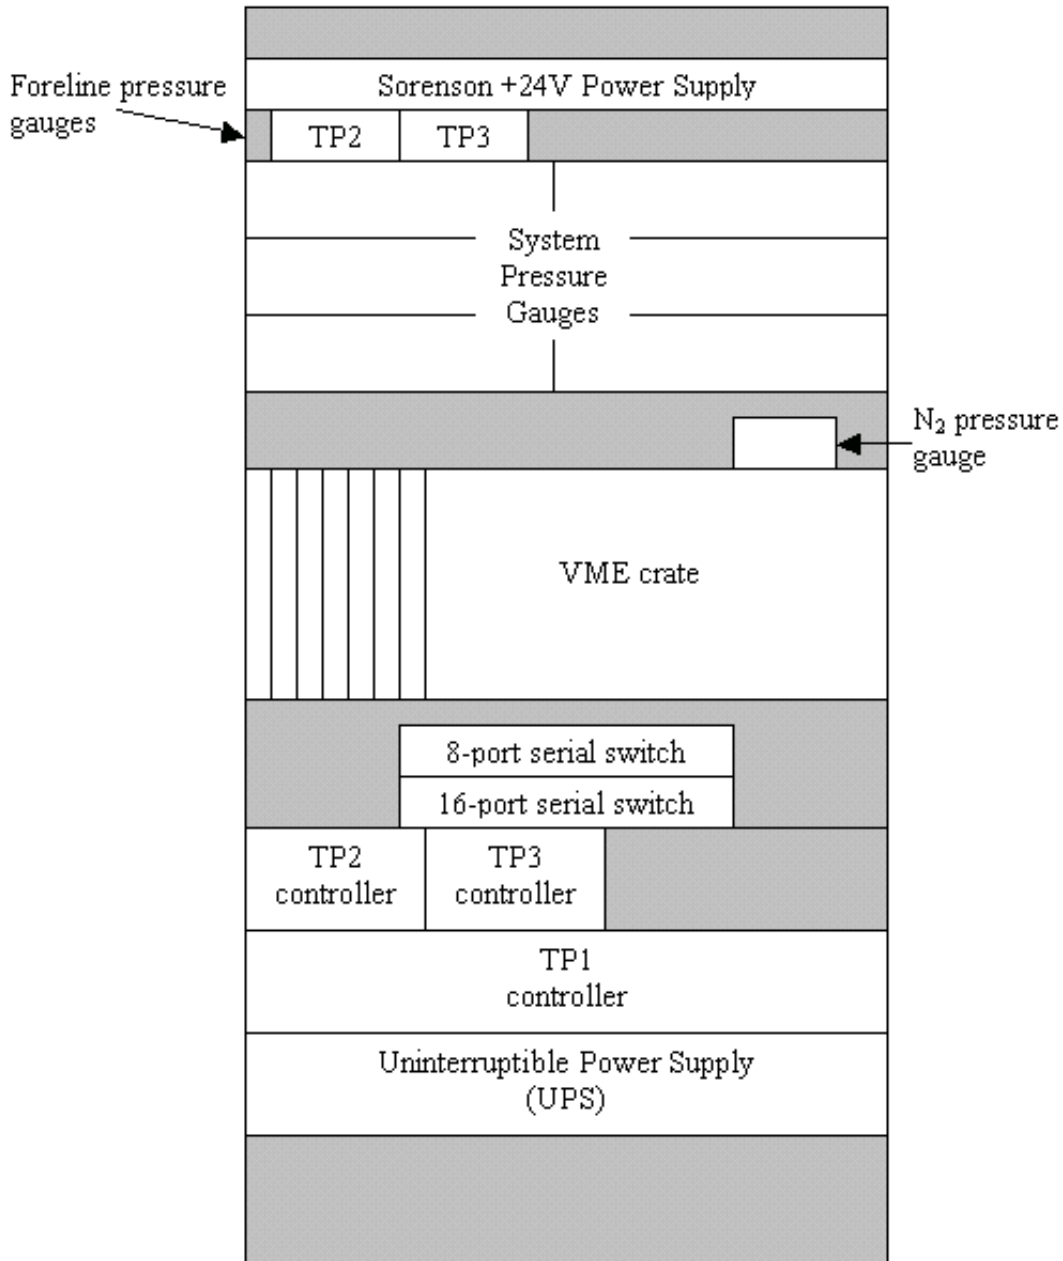 Sorenson +24V Power Supply
Foreline pressure
gauges
TP2
TP3
System
Pressure
Gauges
N₂ pressure
gauge
VME crate
8-port serial switch
16-port serial switch
TP2
controller
TP3
controller
TP1
controller
Uninterruptible Power Supply
(UPS)